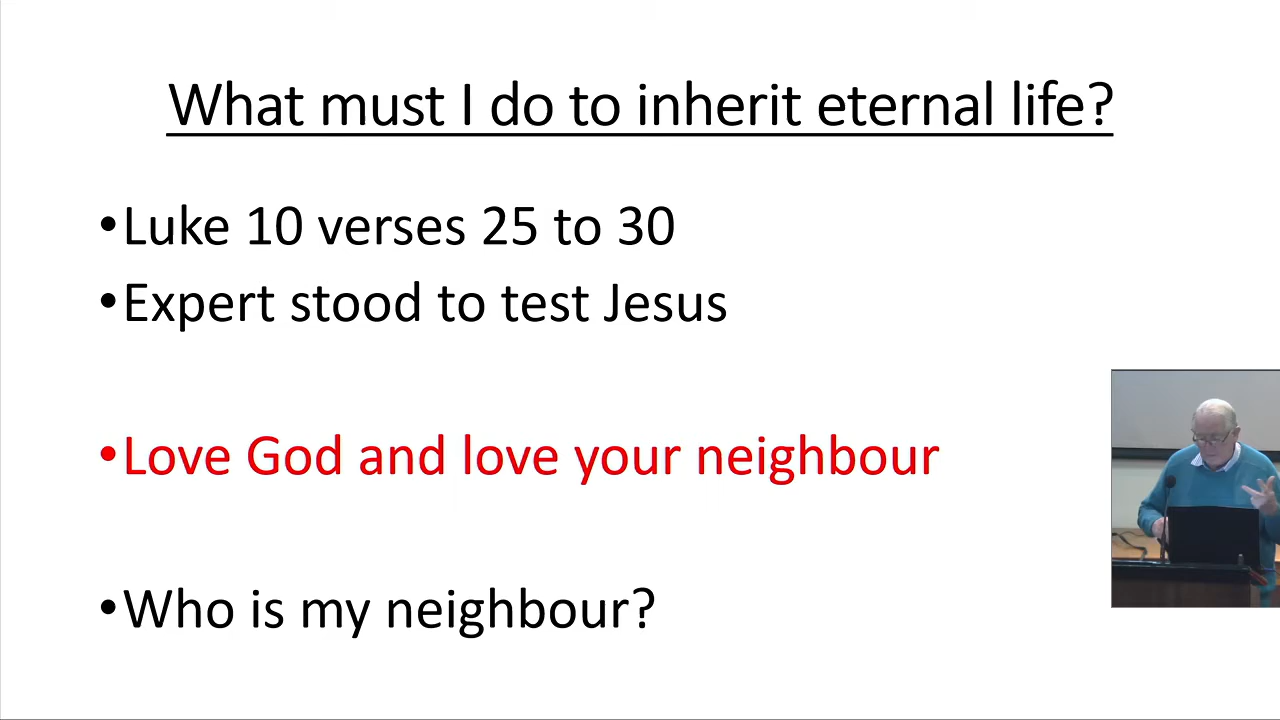 What must I do to inherit eternal life?
•Luke 10 verses 25 to 30
•Expert stood to test Jesus
•Love God and love your neighbour
•Who is my neighbour?